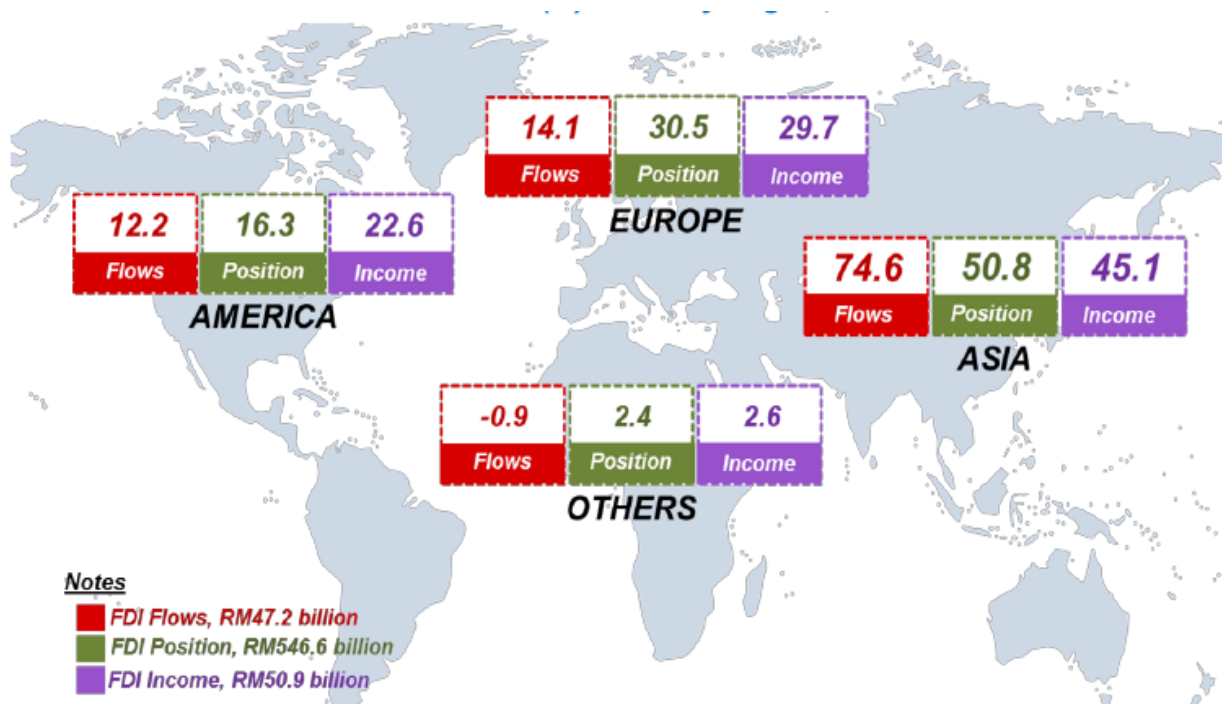 14.1 30.5 29.7
Flows Position Income
EUROPE
12.2 16.3 22.6
Flows Position Income
AMERICA
74.6 50.8 45.1
Flows Position Income
ASIA
-0.9 2.4 2.6
Flows Position Income
OTHERS
Notes
FDI Flows, RM47.2 billion
FDI Position, RM546.6 billion
FDI Income, RM50.9 billion